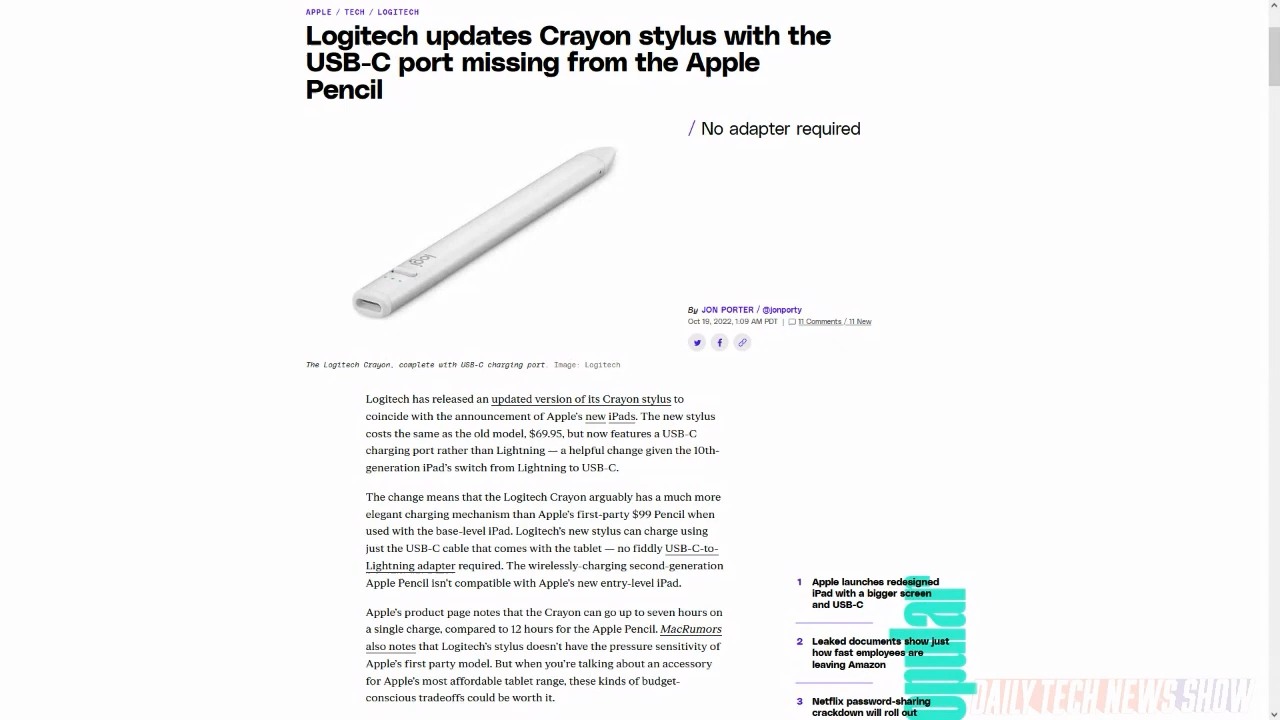 APPLE / TECH / LOGITECH
Logitech updates Crayon stylus with the
USB-C port missing from the Apple
Pencil
/ No adapter required
logi
By JON PORTER / @jonporty
Oct 19, 2022, 1:09 AM PDT | 11 Comments / 11 New
The Logitech Crayon, complete with USB-C charging port. Image: Logitech
Logitech has released an updated version of its Crayon stylus to
coincide with the announcement of Apple's new iPads. The new stylus
costs the same as the old model, $69.95, but now features a USB-C
charging port rather than Lightning — a helpful change given the 10th-
generation iPad's switch from Lightning to USB-C.
The change means that the Logitech Crayon arguably has a much more
elegant charging mechanism than Apple's first-party $99 Pencil when
used with the base-level iPad. Logitech's new stylus can charge using
just the USB-C cable that comes with the tablet — no fiddly USB-C-to-
Lightning adapter required. The wirelessly-charging second-generation
Apple Pencil isn't compatible with Apple's new entry-level iPad.
Apple's product page notes that the Crayon can go up to seven hours on
a single charge, compared to 12 hours for the Apple Pencil. MacRumors
also notes that Logitech's stylus doesn't have the pressure sensitivity of
Apple's first party model. But when you're talking about an accessory
for Apple's most affordable tablet range, these kinds of budget-
conscious tradeoffs could be worth it.
1 Apple launches redesigned
iPad with a bigger screen
and USB-C
2 Leaked documents show just
how fast employees are
leaving Amazon
3 Netflix password-sharing
crackdown will roll out
DAILY TECH NEWS SHOW